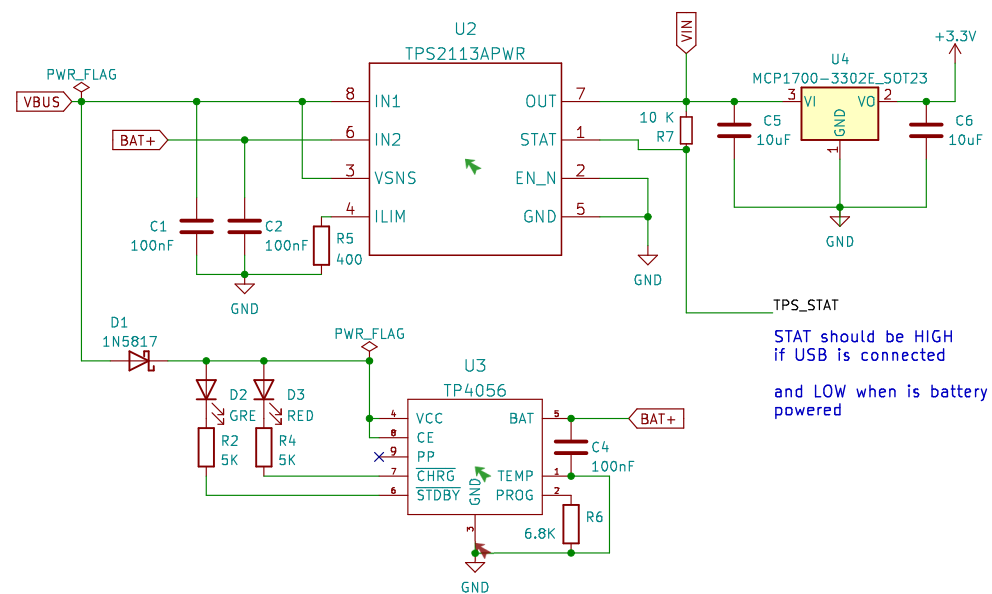 U2
TPS2113APWR
VIN
+3.3V
U4
MCP1700-3302E_SOT23
PWR_FLAG
VBUS
8 IN1
OUT 7
3 VI
VO 2
GND
1
10 K
R7
C5
10uF
C6
10uF
BAT+
6 IN2
STAT 1
3 VSNS
EN_N 2
4 ILIM
GND 5
C1
100nF
C2
100nF
R5
400
GND
GND
GND
TPS_STAT
STAT should be HIGH
if USB is connected
and LOW when is battery
powered
D1
1N5817
PWR_FLAG
U3
TP4056
D2
GRE
D3
RED
R2
5K
R4
5K
4 VCC
BAT 5
BAT+
8 CE
9 PP
7 CHRG
TEMP 1
6 STDBY
PROG 2
GND
3
C4
100nF
R6
6.8K
GND